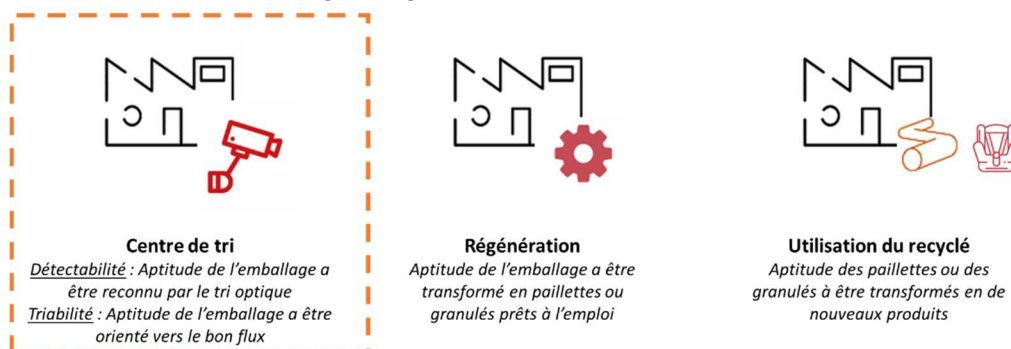 Centre de tri
Détectabilité : Aptitude de l'emballage a
être reconnu par le tri optique
Triabilité : Aptitude de l'emballage a être
orienté vers le bon flux
Régénération
Aptitude de l'emballage a être
transformé en paillettes ou
granulés prêts à l'emploi
Utilisation du recyclé
Aptitude des paillettes ou des
granulés à être transformés en de
nouveaux produits